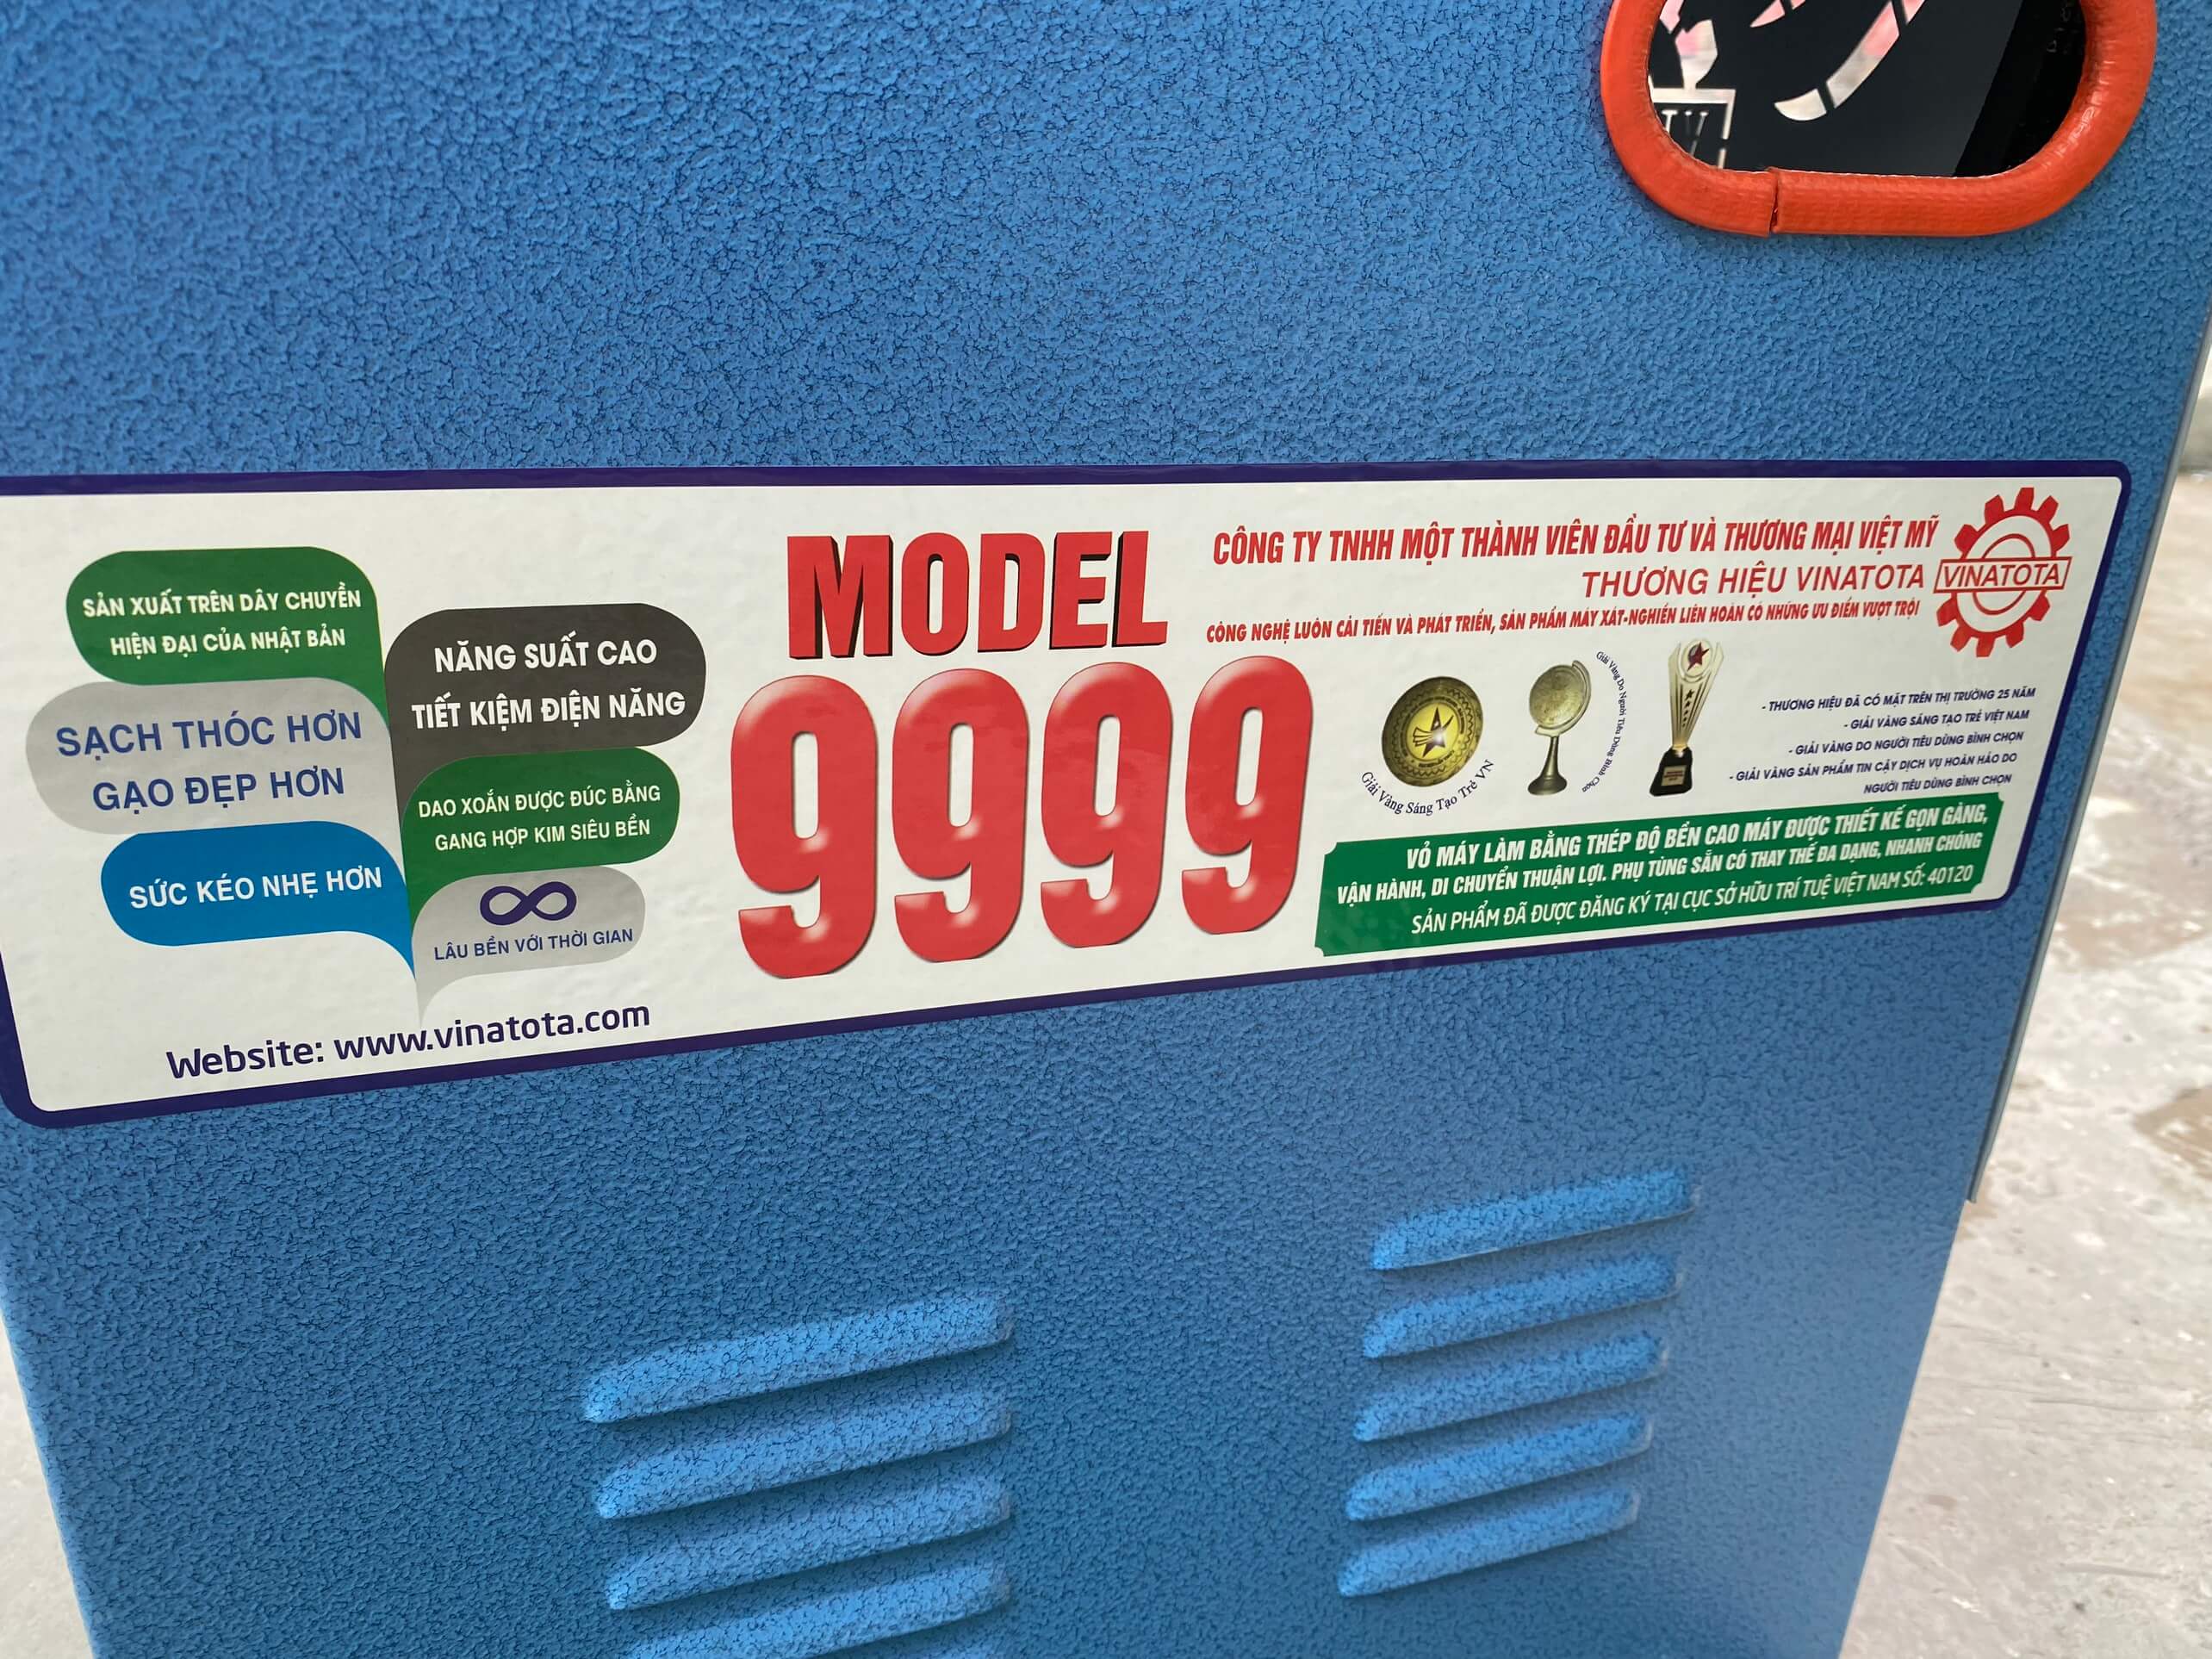 SẢN XUẤT TRÊN DÂY CHUYỀN
HIỆN ĐẠI CỦA NHẬT BẢN
SẠCH THÓC HƠN
GẠO ĐẸP HƠN
SỨC KÉO NHẸ HƠN
NĂNG SUẤT CAO
TIẾT KIỆM ĐIỆN NĂNG
DAO XOẮN ĐƯỢC ĐÚC BẰNG
GANG HỢP KIM SIÊU BỀN
LÂU BỀN VỚI THỜI GIAN
Website: www.vinatota.com
MODEL
9999
CÔNG TY TNHH MỘT THÀNH VIÊN ĐẦU TƯ VÀ THƯƠNG MẠI VIỆT MỸ
THƯƠNG HIỆU VINATOTA
VINATOTA
CÔNG NGHỆ LUÔN CẢI TIẾN VÀ PHÁT TRIỂN, SẢN PHẨM MÁY XÁT-NGHIỀN LIÊN HOÀN CÓ NHỮNG ƯU ĐIỂM VƯỢT TRỘI
Giải Vàng Sáng Tạo Trẻ VN
Giải Vàng Do Người Tiêu Dùng Bình Chọn
- THƯƠNG HIỆU ĐÃ CÓ MẶT TRÊN THỊ TRƯỜNG 25 NĂM
- GIẢI VÀNG SÁNG TẠO TRẺ VIỆT NAM
- GIẢI VÀNG DO NGƯỜI TIÊU DÙNG BÌNH CHỌN
- GIẢI VÀNG SẢN PHẨM TIN CẬY DỊCH VỤ HOÀN HẢO DO
NGƯỜI TIÊU DÙNG BÌNH CHỌN
VỎ MÁY LÀM BẰNG THÉP ĐỘ BỀN CAO MÁY ĐƯỢC THIẾT KẾ GỌN GÀNG,
VẬN HÀNH, DI CHUYỂN THUẬN LỢI. PHỤ TÙNG SẴN CÓ THAY THẾ ĐA DẠNG, NHANH CHÓNG
SẢN PHẨM ĐÃ ĐƯỢC ĐĂNG KÝ TẠI CỤC SỞ HỮU TRÍ TUỆ VIỆT NAM SỐ: 40120